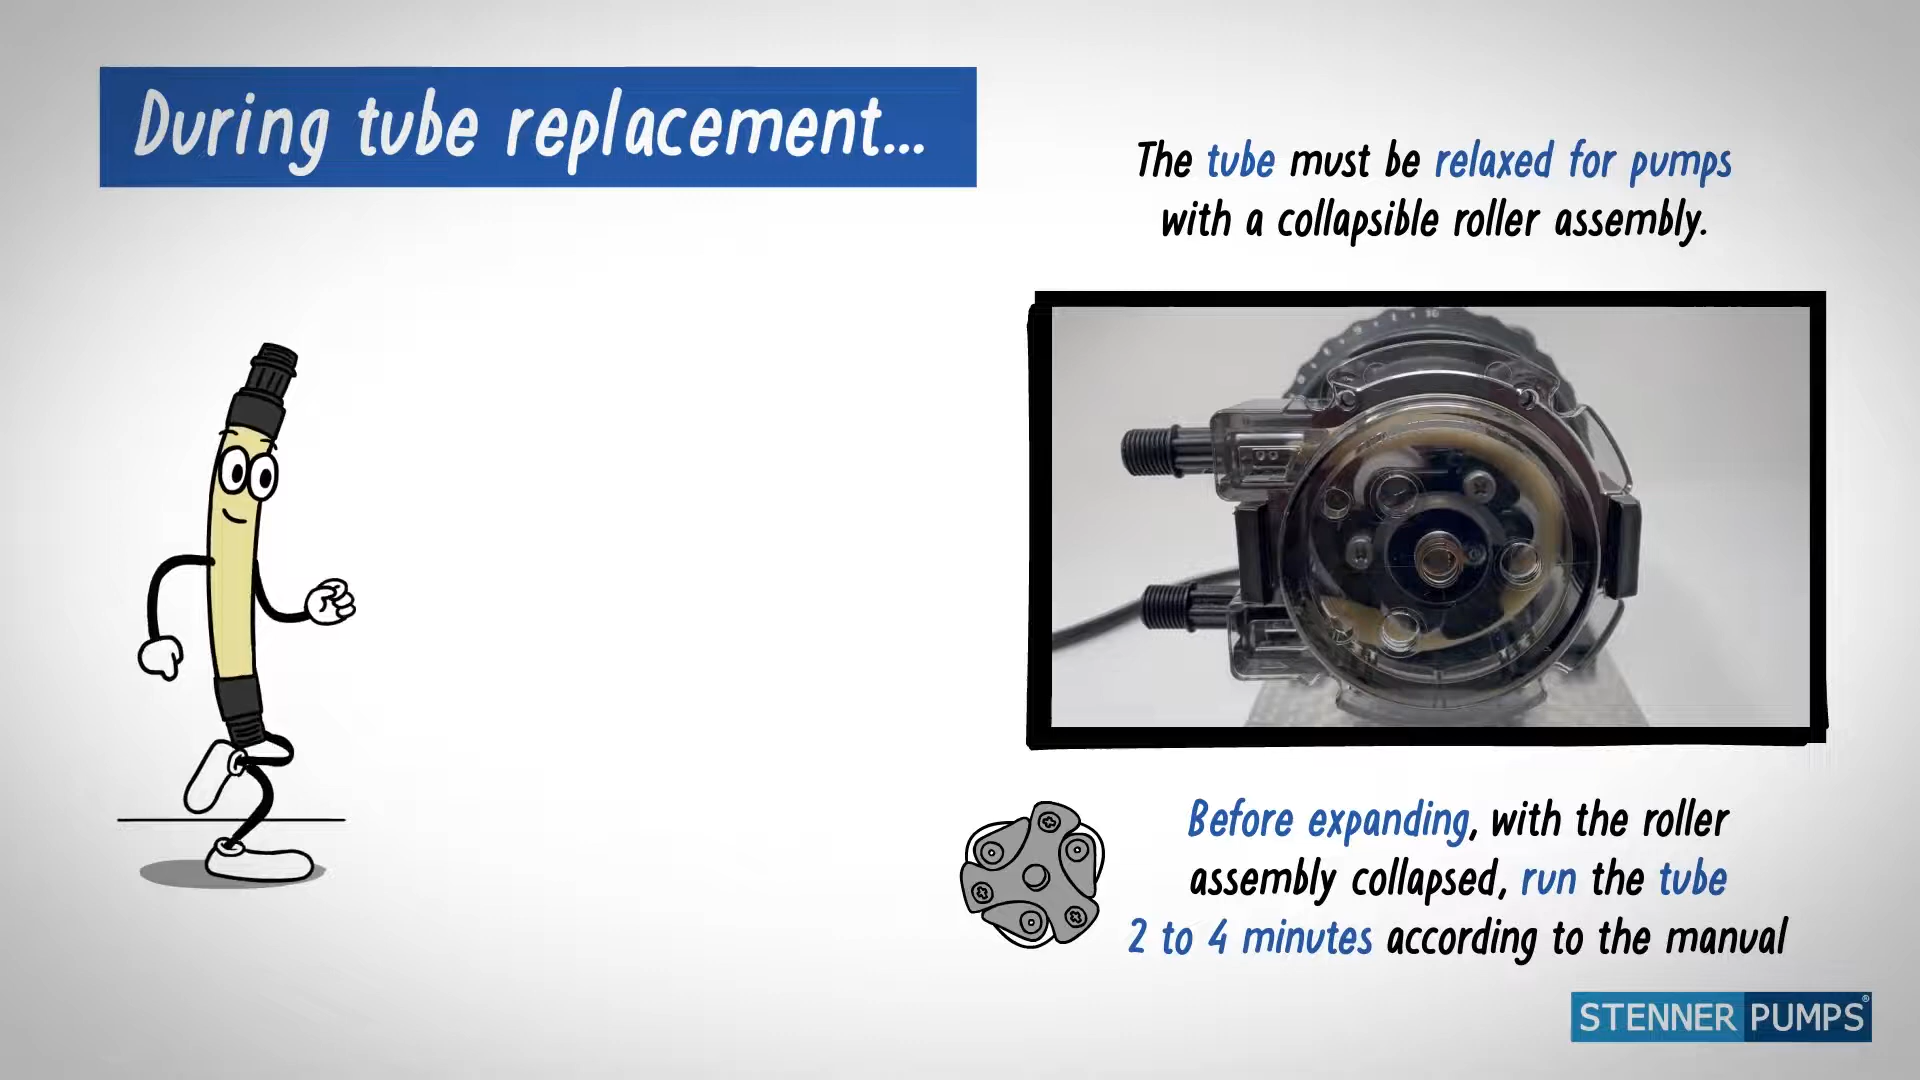 During tube replacement...
The tube must be relaxed for pumps
with a collapsible roller assembly.
10
Before expanding, with the roller
assembly collapsed, run the tube
2 to 4 minutes according to the manual
STENNER PUMPS®